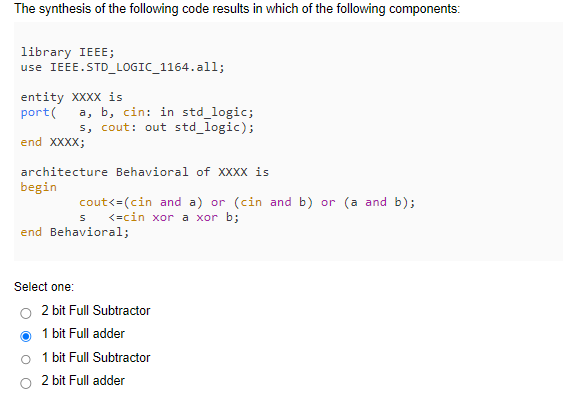 The synthesis of the following code results in which of the following components:
library IEEE;
use IEEE.STD_LOGIC_1164.all;
entity XXXX is
port(   a, b, cin: in std_logic;
        s, cout: out std_logic);
end XXXX;
architecture Behavioral of XXXX is
begin
        cout<=(cin and a) or (cin and b) or (a and b);
        s   <=cin xor a xor b;
end Behavioral;
Select one:
2 bit Full Subtractor
1 bit Full adder
1 bit Full Subtractor
2 bit Full adder